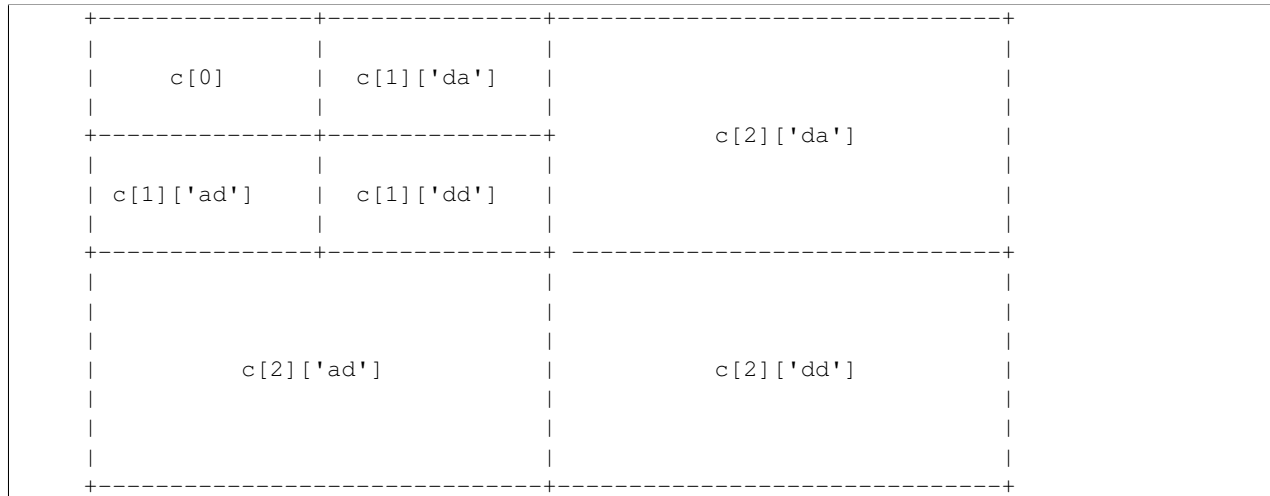 +---------------+---------------+-------------------------------+
|               |               |                               |
|     c[0]      |  c[1]['da']   |                               |
|               |               |                               |
+---------------+---------------+           c[2]['da']          |
|               |               |                               |
| c[1]['ad']    |  c[1]['dd']   |                               |
|               |               |                               |
+---------------+---------------+ ------------------------------+
|                               |                               |
|                               |                               |
|                               |                               |
|          c[2]['ad']           |           c[2]['dd']          |
|                               |                               |
|                               |                               |
|                               |                               |
+-------------------------------+-------------------------------+